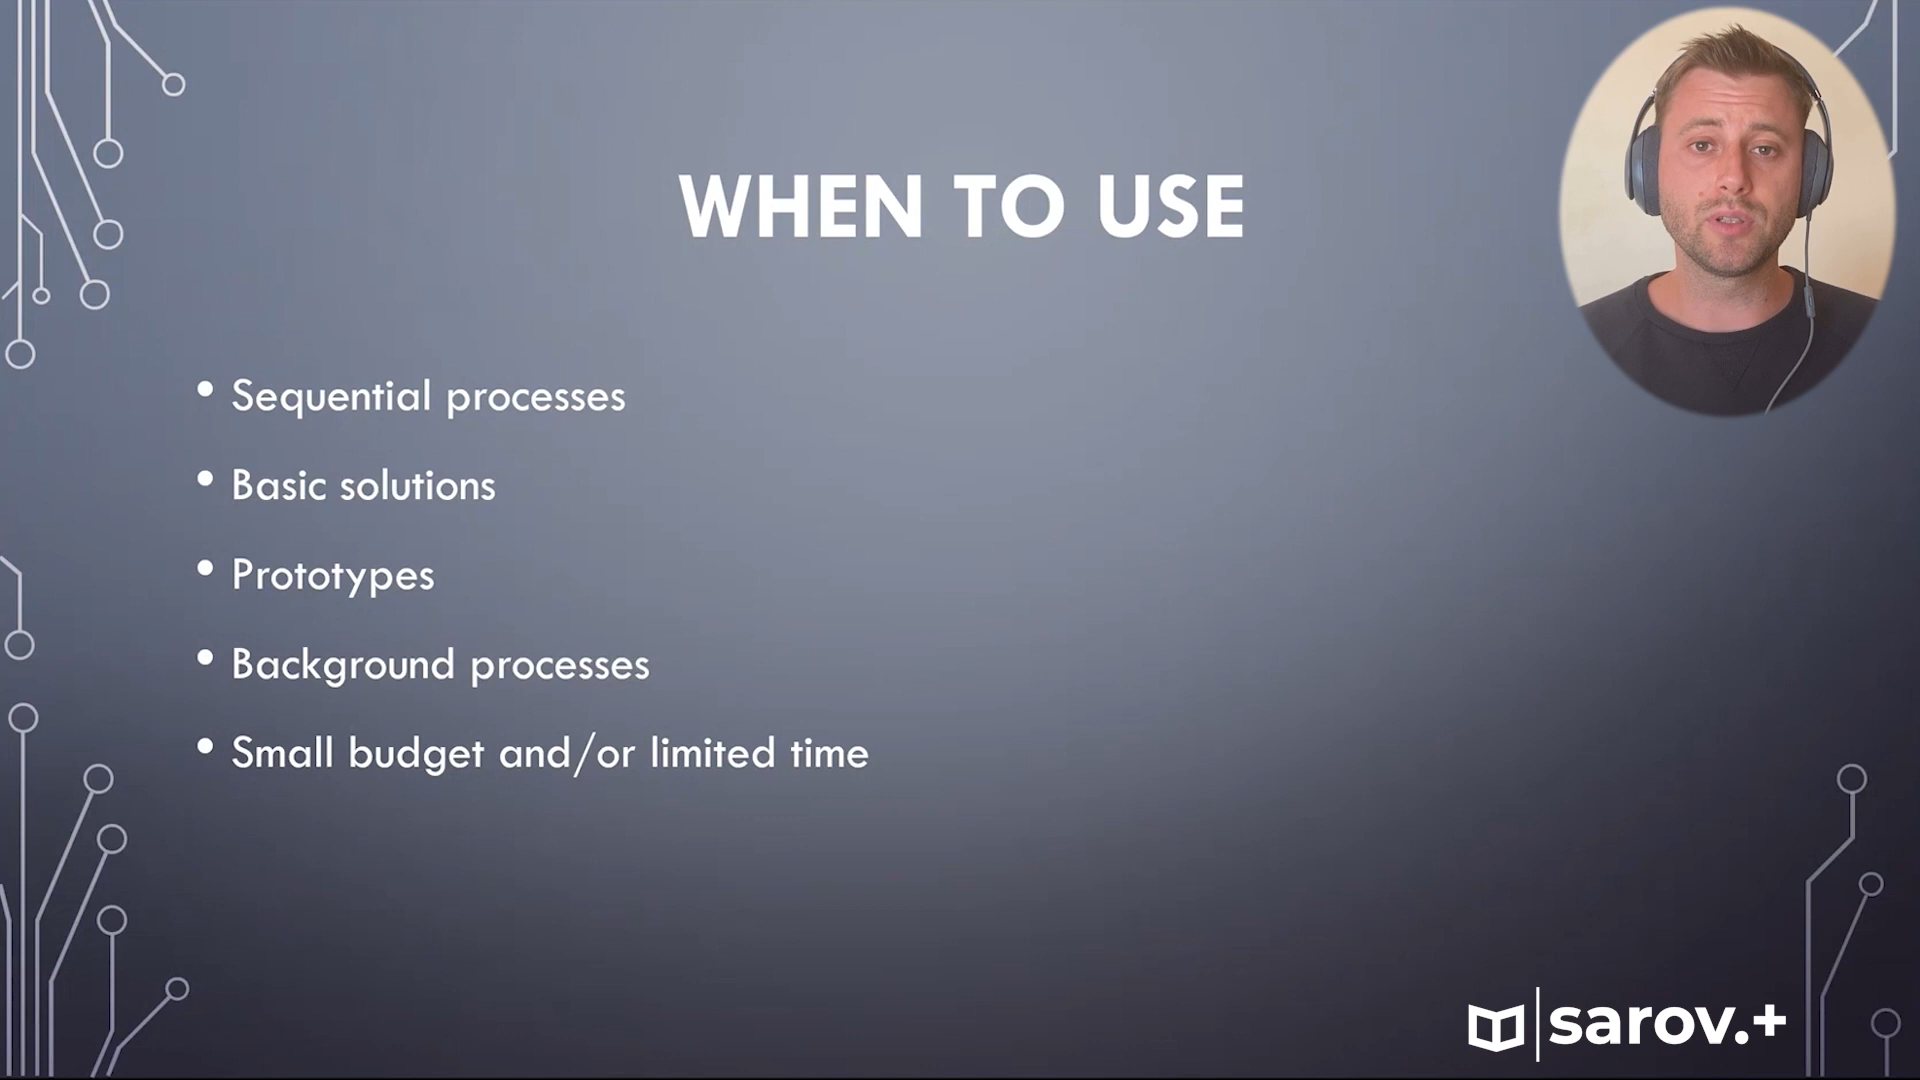 WHEN TO USE
• Sequential processes
• Basic solutions
• Prototypes
• Background processes
• Small budget and/or limited time
sarov.+